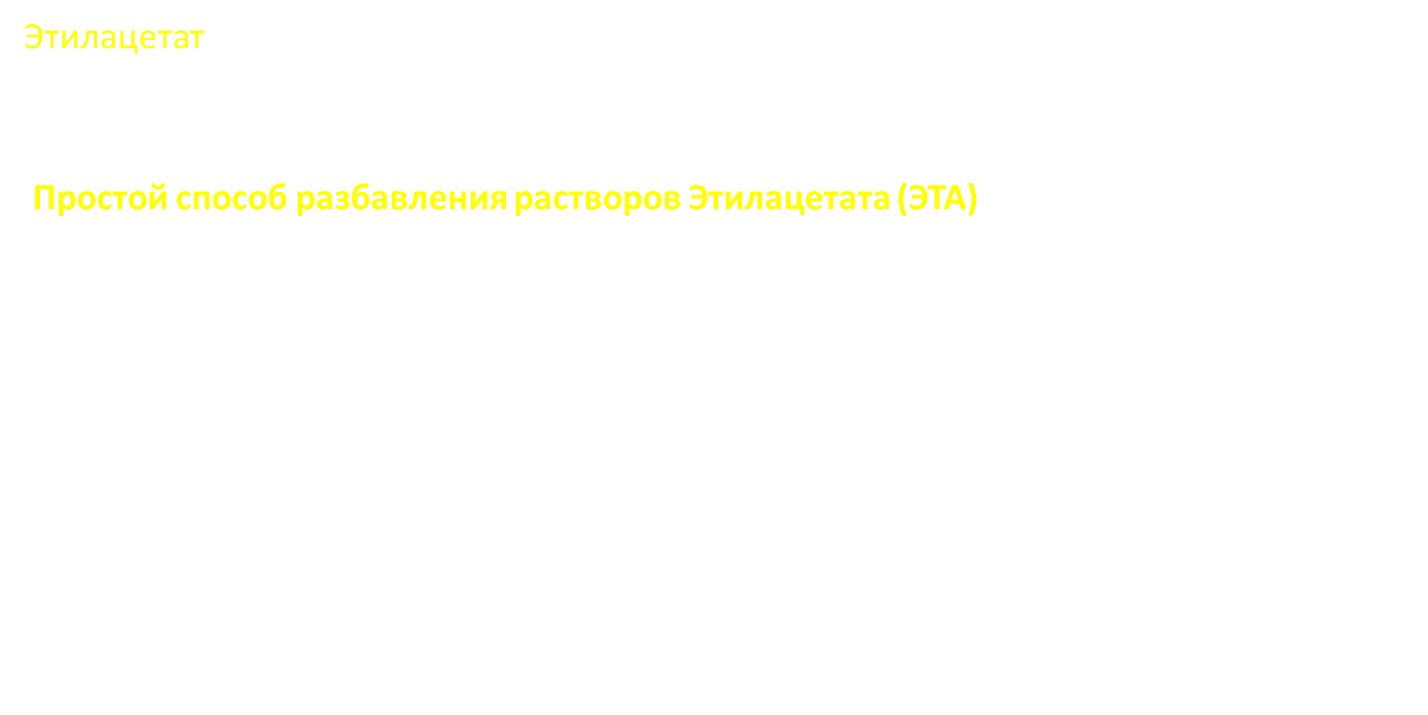 Этилацетат
Простой способ разбавления растворов Этилацетата (ЭТА)